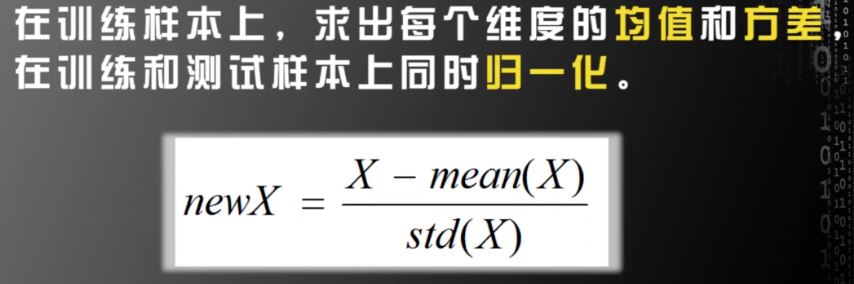 在训练样本上，求出每个维度的均值和方差，
在训练和测试样本上同时归一化。
newX = \frac{X - mean(X)}{std(X)}